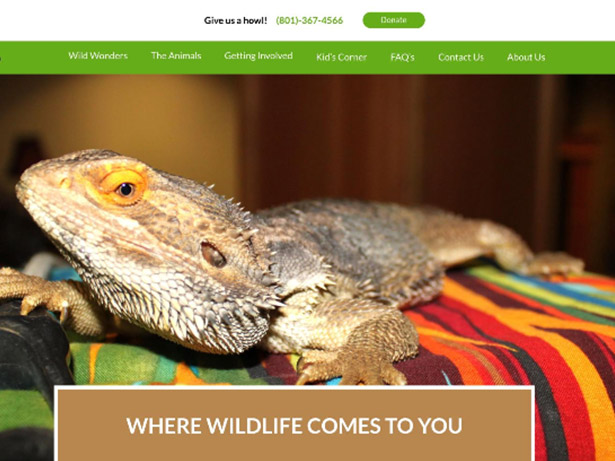 Give us a howl! (801)-367-4566 Donate
Wild Wonders The Animals Getting Involved Kid's Corner FAQ's Contact Us About Us
WHERE WILDLIFE COMES TO YOU